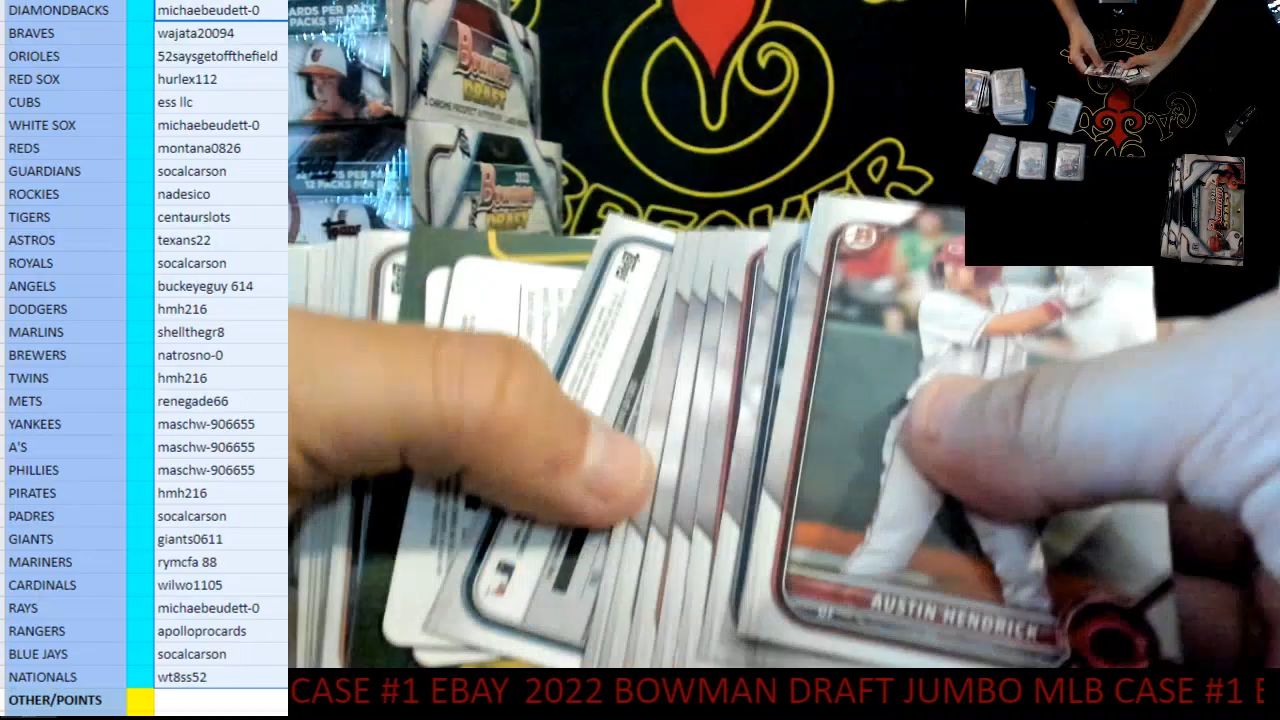 DIAMONDBACKS michaebeudett-0
BRAVES wajata20094
ORIOLES 52saysgetoffthefield
RED SOX hurlex112
CUBS ess llc
WHITE SOX michaebeudett-0
REDS montana0826
GUARDIANS socalcarson
ROCKIES nadesico
TIGERS centaurslots
ASTROS texans22
ROYALS socalcarson
ANGELS buckeyeguy 614
DODGERS hmh216
MARLINS shellthegr8
BREWERS natrosno-0
TWINS hmh216
METS renegade66
YANKEES maschw-906655
A'S maschw-906655
PHILLIES maschw-906655
PIRATES hmh216
PADRES socalcarson
GIANTS giants0611
MARINERS rymcfa 88
CARDINALS wilwo1105
RAYS michaebeudett-0
RANGERS apolloprocards
BLUE JAYS socalcarson
NATIONALS wt8ss52
OTHER/POINTS
BOWMAN
DRAFT
BOWMAN
DRAFT
topps
OF
AUSTIN HENDRICK
CASE #1 EBAY 2022 BOWMAN DRAFT JUMBO MLB CASE #1 E